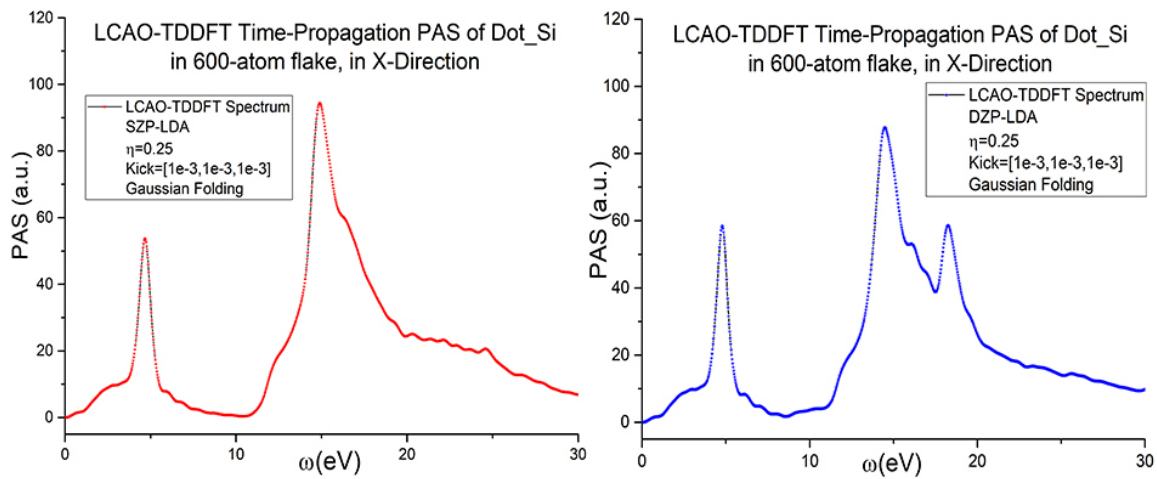 LCAO-TDDFT Time-Propagation PAS of Dot_Si
in 600-atom flake, in X-Direction
LCAO-TDDFT Spectrum
SZP-LDA
η=0.25
Kick=[1e-3,1e-3,1e-3]
Gaussian Folding
PAS (a.u.)
120
100
80
60
40
20
0
0
10
20
30
ω(eV)
LCAO-TDDFT Time-Propagation PAS of Dot_Si
in 600-atom flake, in X-Direction
LCAO-TDDFT Spectrum
DZP-LDA
η=0.25
Kick=[1e-3,1e-3,1e-3]
Gaussian Folding
PAS (a.u.)
120
100
80
60
40
20
0
0
10
20
30
ω(eV)